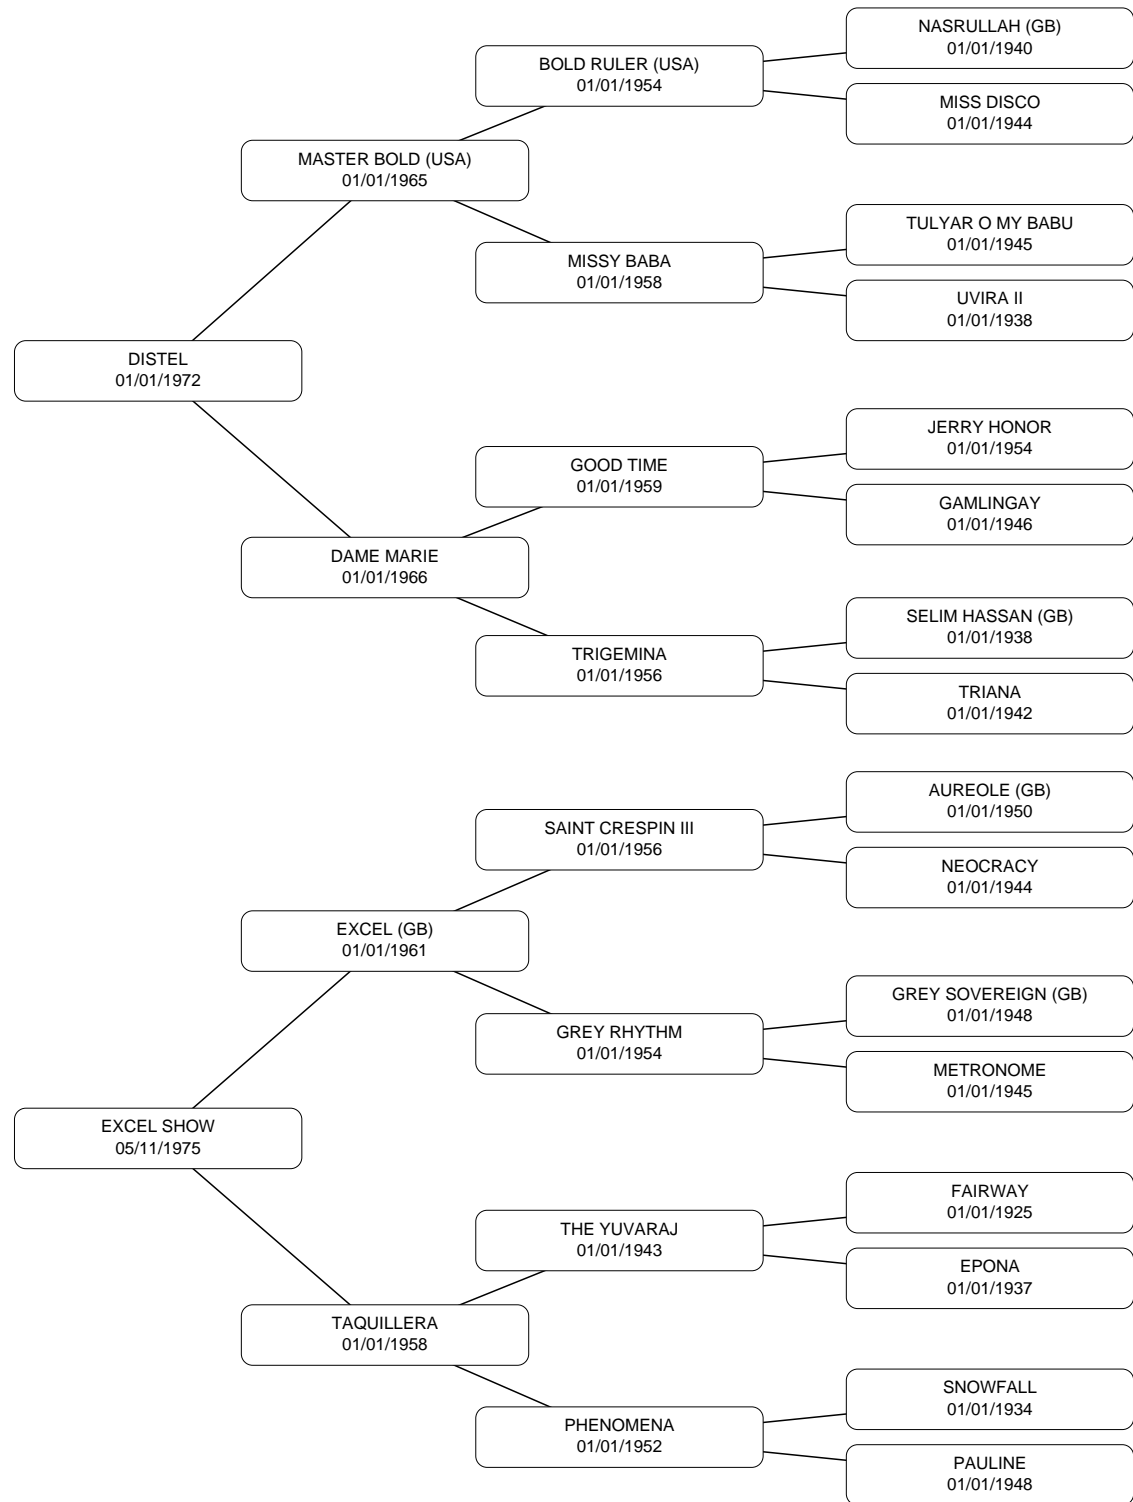 NASRULLAH (GB)
01/01/1940
BOLD RULER (USA)
01/01/1954
MISS DISCO
01/01/1944
MASTER BOLD (USA)
01/01/1965
TULYAR O MY BABU
01/01/1945
MISSY BABA
01/01/1958
UVIRA II
01/01/1938
DISTEL
01/01/1972
JERRY HONOR
01/01/1954
GOOD TIME
01/01/1959
GAMLINGAY
01/01/1946
DAME MARIE
01/01/1966
SELIM HASSAN (GB)
01/01/1938
TRIGEMINA
01/01/1956
TRIANA
01/01/1942
AUREOLE (GB)
01/01/1950
SAINT CRESPIN III
01/01/1956
NEOCRACY
01/01/1944
EXCEL (GB)
01/01/1961
GREY SOVEREIGN (GB)
01/01/1948
GREY RHYTHM
01/01/1954
METRONOME
01/01/1945
EXCEL SHOW
05/11/1975
FAIRWAY
01/01/1925
THE YUVARAJ
01/01/1943
EPONA
01/01/1937
TAQUILLERA
01/01/1958
SNOWFALL
01/01/1934
PHENOMENA
01/01/1952
PAULINE
01/01/1948